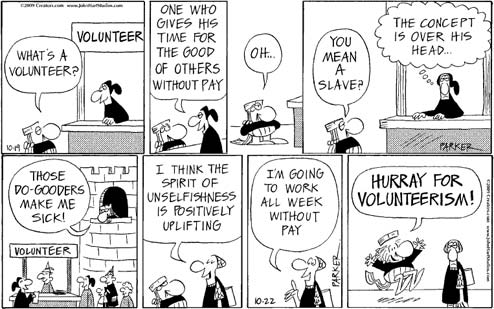 ©2009 Creators.com www.JohnHartStudios.com
WHAT'S A
VOLUNTEER?
10-19
VOLUNTEER
ONE WHO
GIVES HIS
TIME FOR
THE GOOD
OF OTHERS
WITHOUT PAY
OH...
YOU
MEAN
A
SLAVE?
THE CONCEPT
IS OVER HIS
HEAD...
PARKER
THOSE
DO-GOODERS
MAKE ME
SICK!
VOLUNTEER
I THINK THE
SPIRIT OF
UNSELFISHNESS
IS POSITIVELY
UPLIFTING
I'M GOING
TO WORK
ALL WEEK
WITHOUT
PAY
10-22
PARKER
HURRAY FOR
VOLUNTEERISM!